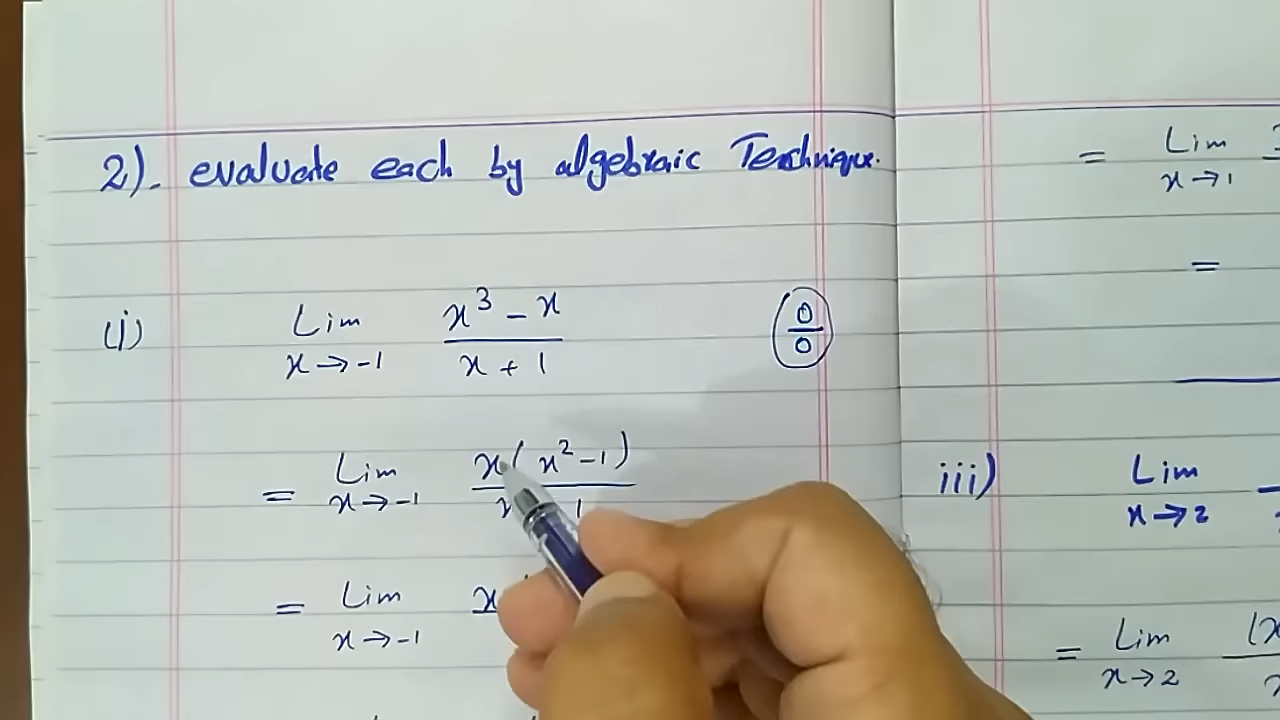 2). evaluate each by algebraic Technique.
(i) Lim x→-1 x³ - x / x + 1 (0/0)
= Lim x→-1 x(x²-1) / x 1
= Lim x→-1 x
= Lim x→1
=
iii) Lim x→2
= Lim x→2 (x